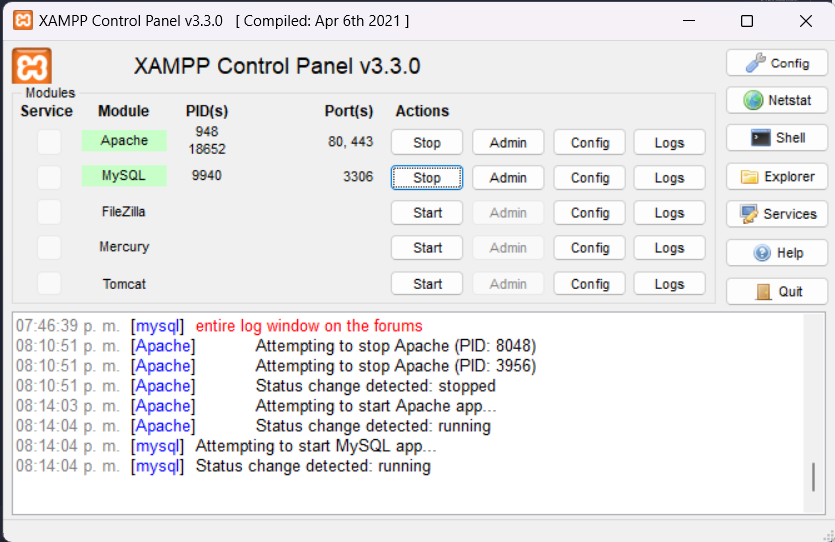 XAMPP Control Panel v3.3.0 [ Compiled: Apr 6th 2021 ]
XAMPP Control Panel v3.3.0
Config
Modules
Service Module PID(s) Port(s) Actions
Netstat
Apache 948 18652 80, 443 Stop Admin Config Logs
Shell
MySQL 9940 3306 Stop Admin Config Logs
Explorer
FileZilla Start Admin Config Logs
Services
Mercury Start Admin Config Logs
Help
Tomcat Start Admin Config Logs
Quit
07:46:39 p. m. [mysql] entire log window on the forums
08:10:51 p. m. [Apache] Attempting to stop Apache (PID: 8048)
08:10:51 p. m. [Apache] Attempting to stop Apache (PID: 3956)
08:10:51 p. m. [Apache] Status change detected: stopped
08:14:03 p. m. [Apache] Attempting to start Apache app...
08:14:04 p. m. [Apache] Status change detected: running
08:14:04 p. m. [mysql] Attempting to start MySQL app...
08:14:04 p. m. [mysql] Status change detected: running